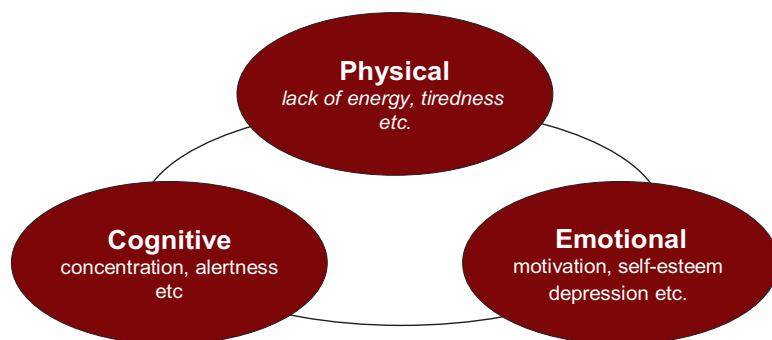 Physical
lack of energy, tiredness
etc.
Cognitive
concentration, alertness
etc
Emotional
motivation, self-esteem
depression etc.